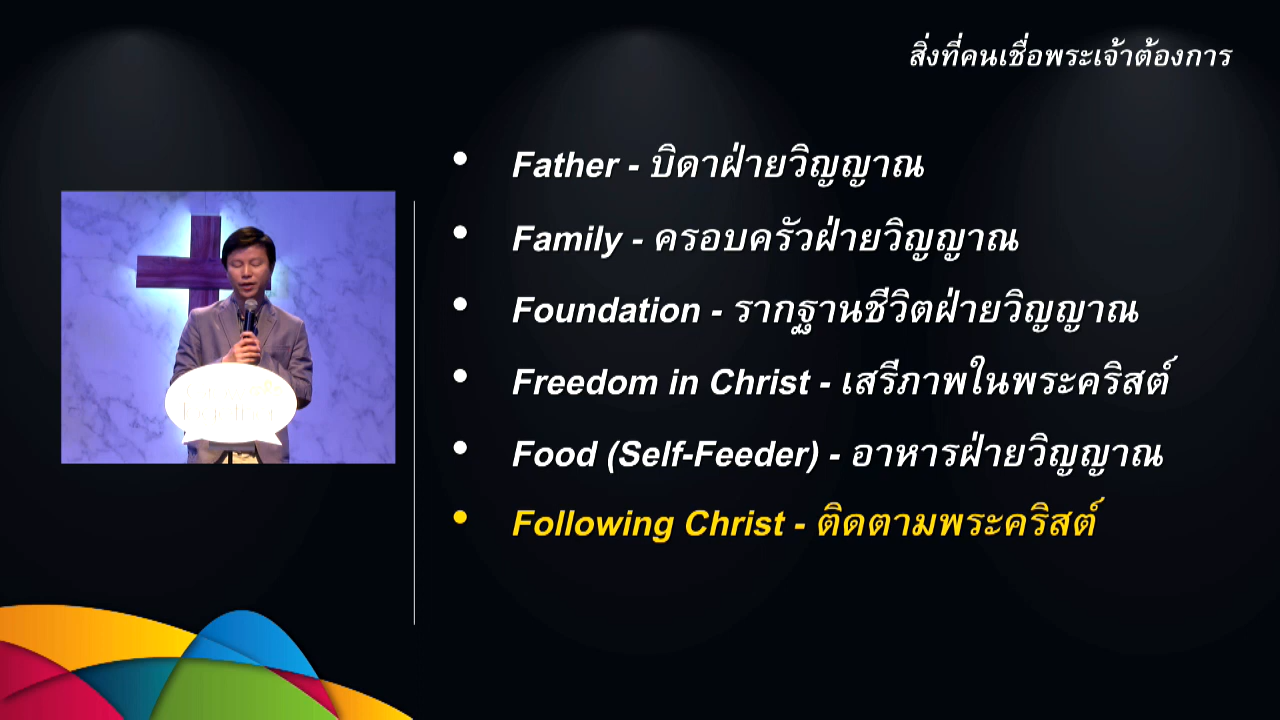 สิ่งที่คนเชื่อพระเจ้าต้องการ
• Father - บิดาฝ่ายวิญญาณ
• Family - ครอบครัวฝ่ายวิญญาณ
• Foundation - รากฐานชีวิตฝ่ายวิญญาณ
• Freedom in Christ - เสรีภาพในพระคริสต์
• Food (Self-Feeder) - อาหารฝ่ายวิญญาณ
• Following Christ - ติดตามพระคริสต์